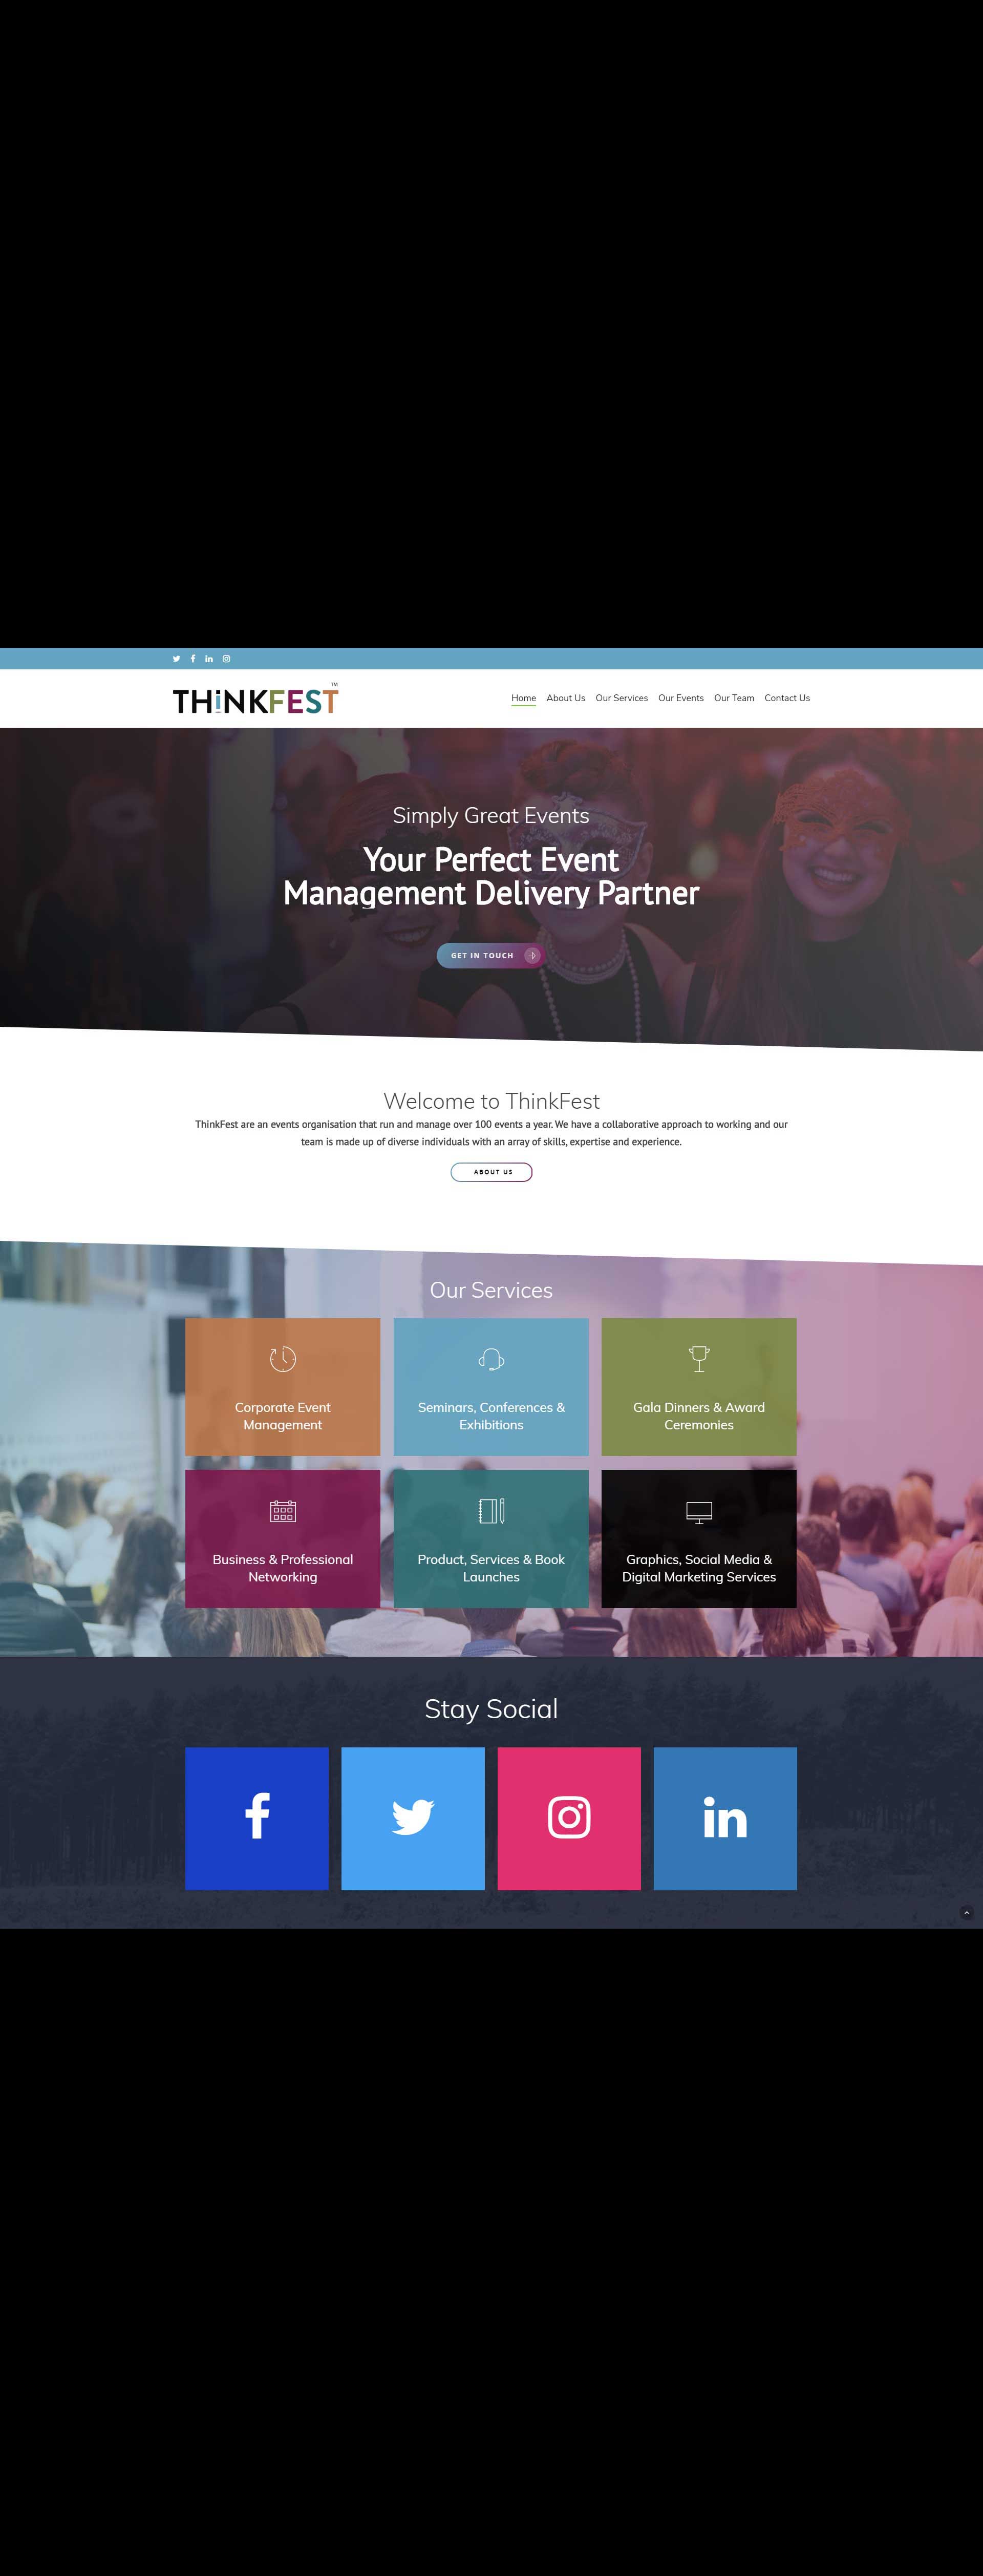 THiNKFEST™
Home About Us Our Services Our Events Our Team Contact Us
Simply Great Events
Your Perfect Event
Management Delivery Partner
GET IN TOUCH
Welcome to ThinkFest
ThinkFest are an events organisation that run and manage over 100 events a year. We have a collaborative approach to working and our
team is made up of diverse individuals with an array of skills, expertise and experience.
ABOUT US
Our Services
Corporate Event
Management
Seminars, Conferences &
Exhibitions
Gala Dinners & Award
Ceremonies
Business & Professional
Networking
Product, Services & Book
Launches
Graphics, Social Media &
Digital Marketing Services
Stay Social